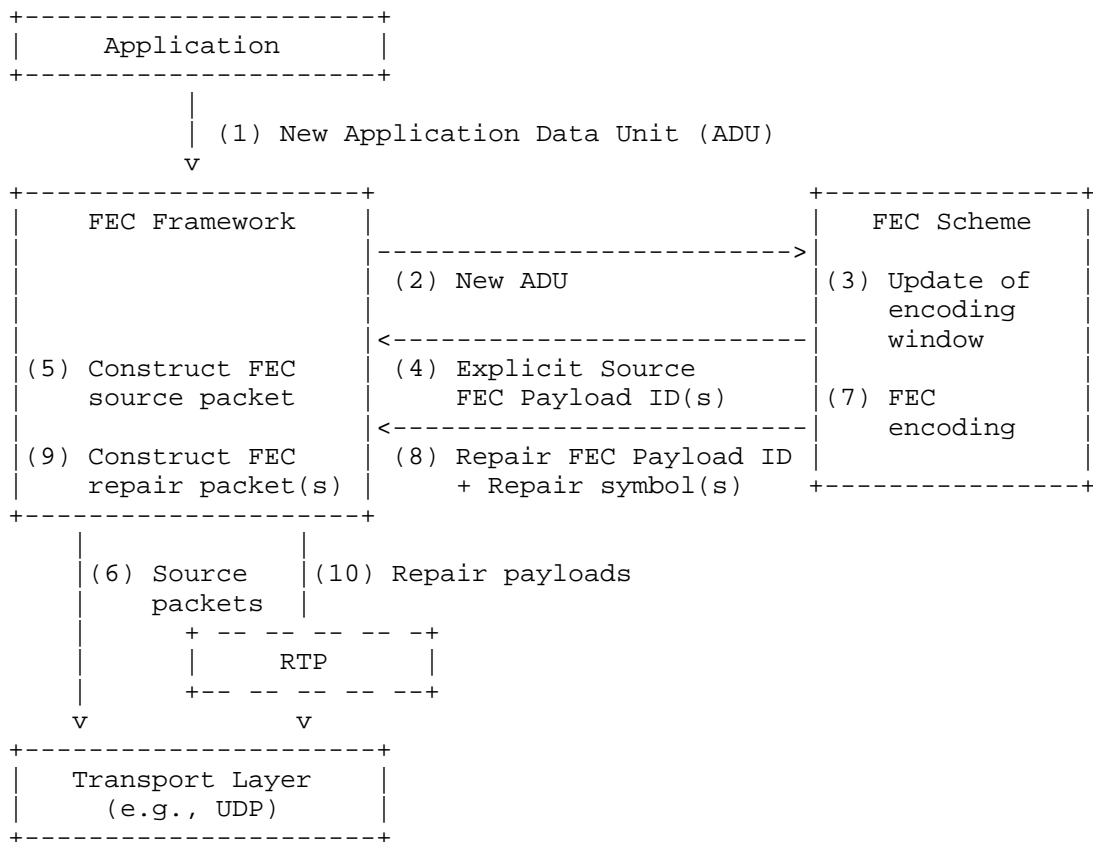 Application
(1) New Application Data Unit (ADU)
FEC Framework FEC Scheme
(2) New ADU (3) Update of
encoding
window
(5) Construct FEC (4) Explicit Source
source packet FEC Payload ID(s) (7) FEC
encoding
(9) Construct FEC (8) Repair FEC Payload ID
repair packet(s) + Repair symbol(s)
(6) Source (10) Repair payloads
packets
RTP
Transport Layer
(e.g., UDP)